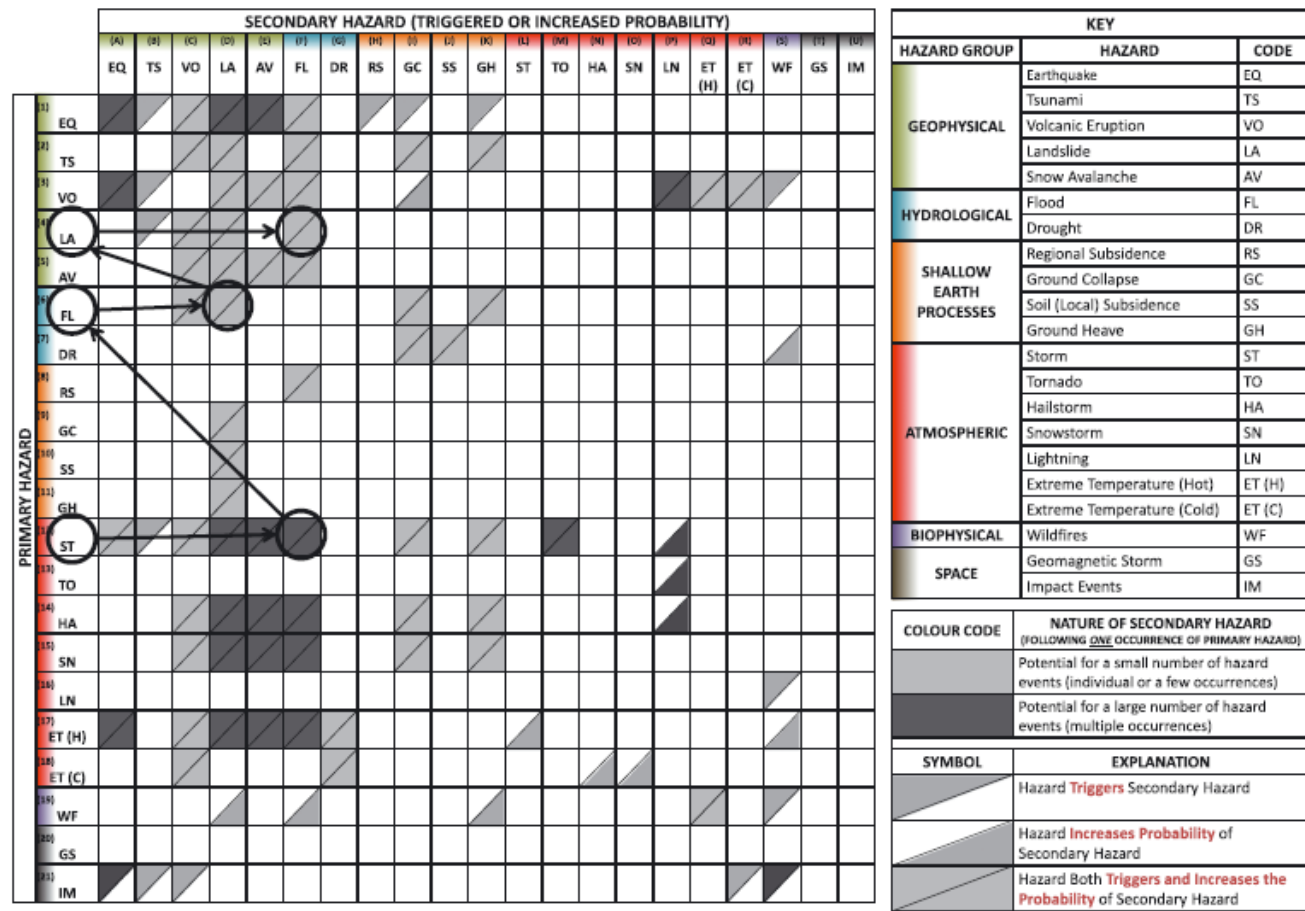 SECONDARY HAZARD (TRIGGERED OR INCREASED PROBABILITY)
(A) (B) (C) (D) (E) (F) (G) (H) (I) (J) (K) (L) (M) (N) (O) (P) (Q) (R) (S) (T) (U)
EQ TS VO LA AV FL DR RS GC SS GH ST TO HA SN LN ET (H) ET (C) WF GS IM
PRIMARY HAZARD
(1) EQ
(2) TS
(3) VO
(4) LA
(5) AV
(6) FL
(7) DR
(8) RS
(9) GC
(10) SS
(11) GH
(12) ST
(13) TO
(14) HA
(15) SN
(16) LN
(17) ET (H)
(18) ET (C)
(19) WF
(20) GS
(21) IM
KEY
HAZARD GROUP HAZARD CODE
GEOPHYSICAL
Earthquake EQ
Tsunami TS
Volcanic Eruption VO
Landslide LA
Snow Avalanche AV
HYDROLOGICAL
Flood FL
Drought DR
SHALLOW
EARTH
PROCESSES
Regional Subsidence RS
Ground Collapse GC
Soil (Local) Subsidence SS
Ground Heave GH
ATMOSPHERIC
Storm ST
Tornado TO
Hailstorm HA
Snowstorm SN
Lightning LN
Extreme Temperature (Hot) ET (H)
Extreme Temperature (Cold) ET (C)
BIOPHYSICAL
Wildfires WF
SPACE
Geomagnetic Storm GS
Impact Events IM
COLOUR CODE
NATURE OF SECONDARY HAZARD
(FOLLOWING ONE OCCURRENCE OF PRIMARY HAZARD)
Potential for a small number of hazard
events (individual or a few occurrences)
Potential for a large number of hazard
events (multiple occurrences)
SYMBOL EXPLANATION
Hazard Triggers Secondary Hazard
Hazard Increases Probability of
Secondary Hazard
Hazard Both Triggers and Increases the
Probability of Secondary Hazard